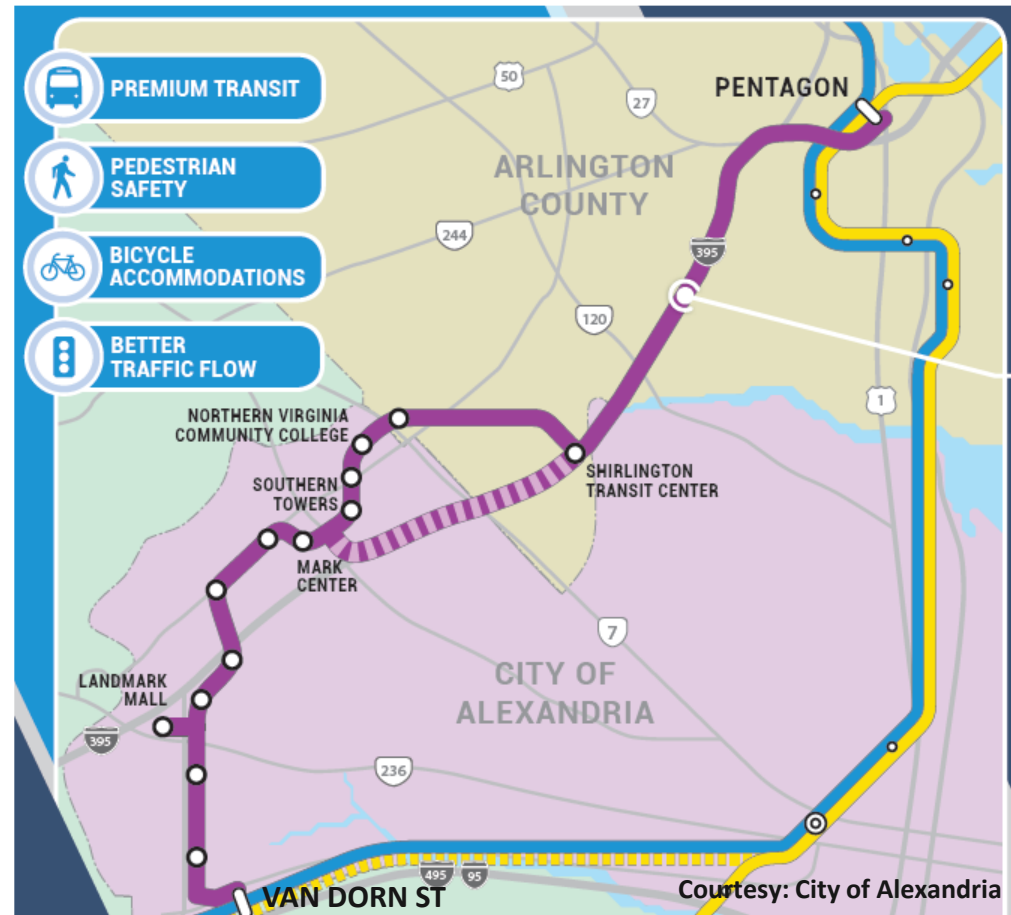 PREMIUM TRANSIT
PEDESTRIAN
SAFETY
BICYCLE
ACCOMMODATIONS
BETTER
TRAFFIC FLOW
50
27
PENTAGON
ARLINGTON
COUNTY
244
395
120
1
NORTHERN VIRGINIA
COMMUNITY COLLEGE
SHIRLINGTON
TRANSIT CENTER
SOUTHERN
TOWERS
MARK
CENTER
7
CITY OF
ALEXANDRIA
LANDMARK
MALL
395
236
495
95
VAN DORN ST
Courtesy: City of Alexandria